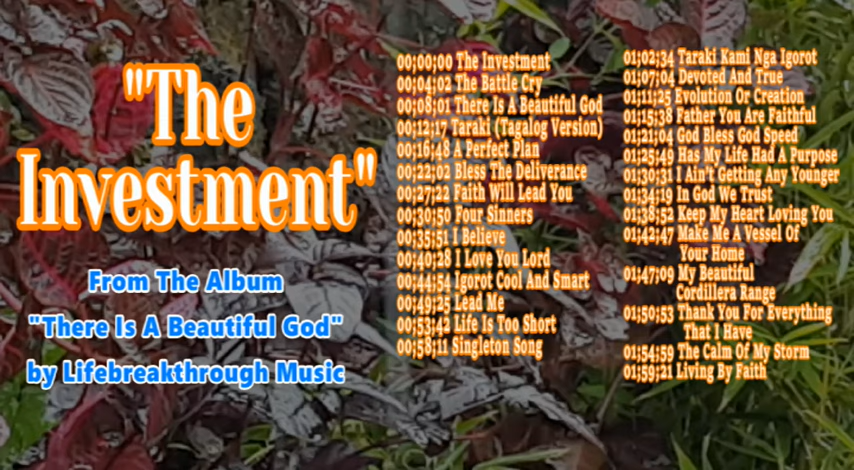 "The
Investment"
From The Album
"There Is A Beautiful God"
by Lifebreakthrough Music
00;00;00 The Investment
00;04;02 The Battle Cry
00;08;01 There Is A Beautiful God
00;12;17 Taraki (Tagalog Version)
00;16;48 A Perfect Plan
00;22;02 Bless The Deliverance
00;27;22 Faith Will Lead You
00;30;50 Four Sinners
00;35;51 I Believe
00;40;28 I Love You Lord
00;44;54 Igorot Cool And Smart
00;49;25 Lead Me
00;53;42 Life Is Too Short
00;58;11 Singleton Song
01;02;34 Taraki Kami Nga Igorot
01;07;04 Devoted And True
01;11;25 Evolution Or Creation
01;15;38 Father You Are Faithful
01;21;04 God Bless God Speed
01;25;49 Has My Life Had A Purpose
01;30;31 I Ain't Getting Any Younger
01;34;19 In God We Trust
01;38;52 Keep My Heart Loving You
01;42;47 Make Me A Vessel Of
Your Home
01;47;09 My Beautiful
Cordillera Range
01;50;53 Thank You For Everything
That I Have
01;54;59 The Calm Of My Storm
01;59;21 Living By Faith